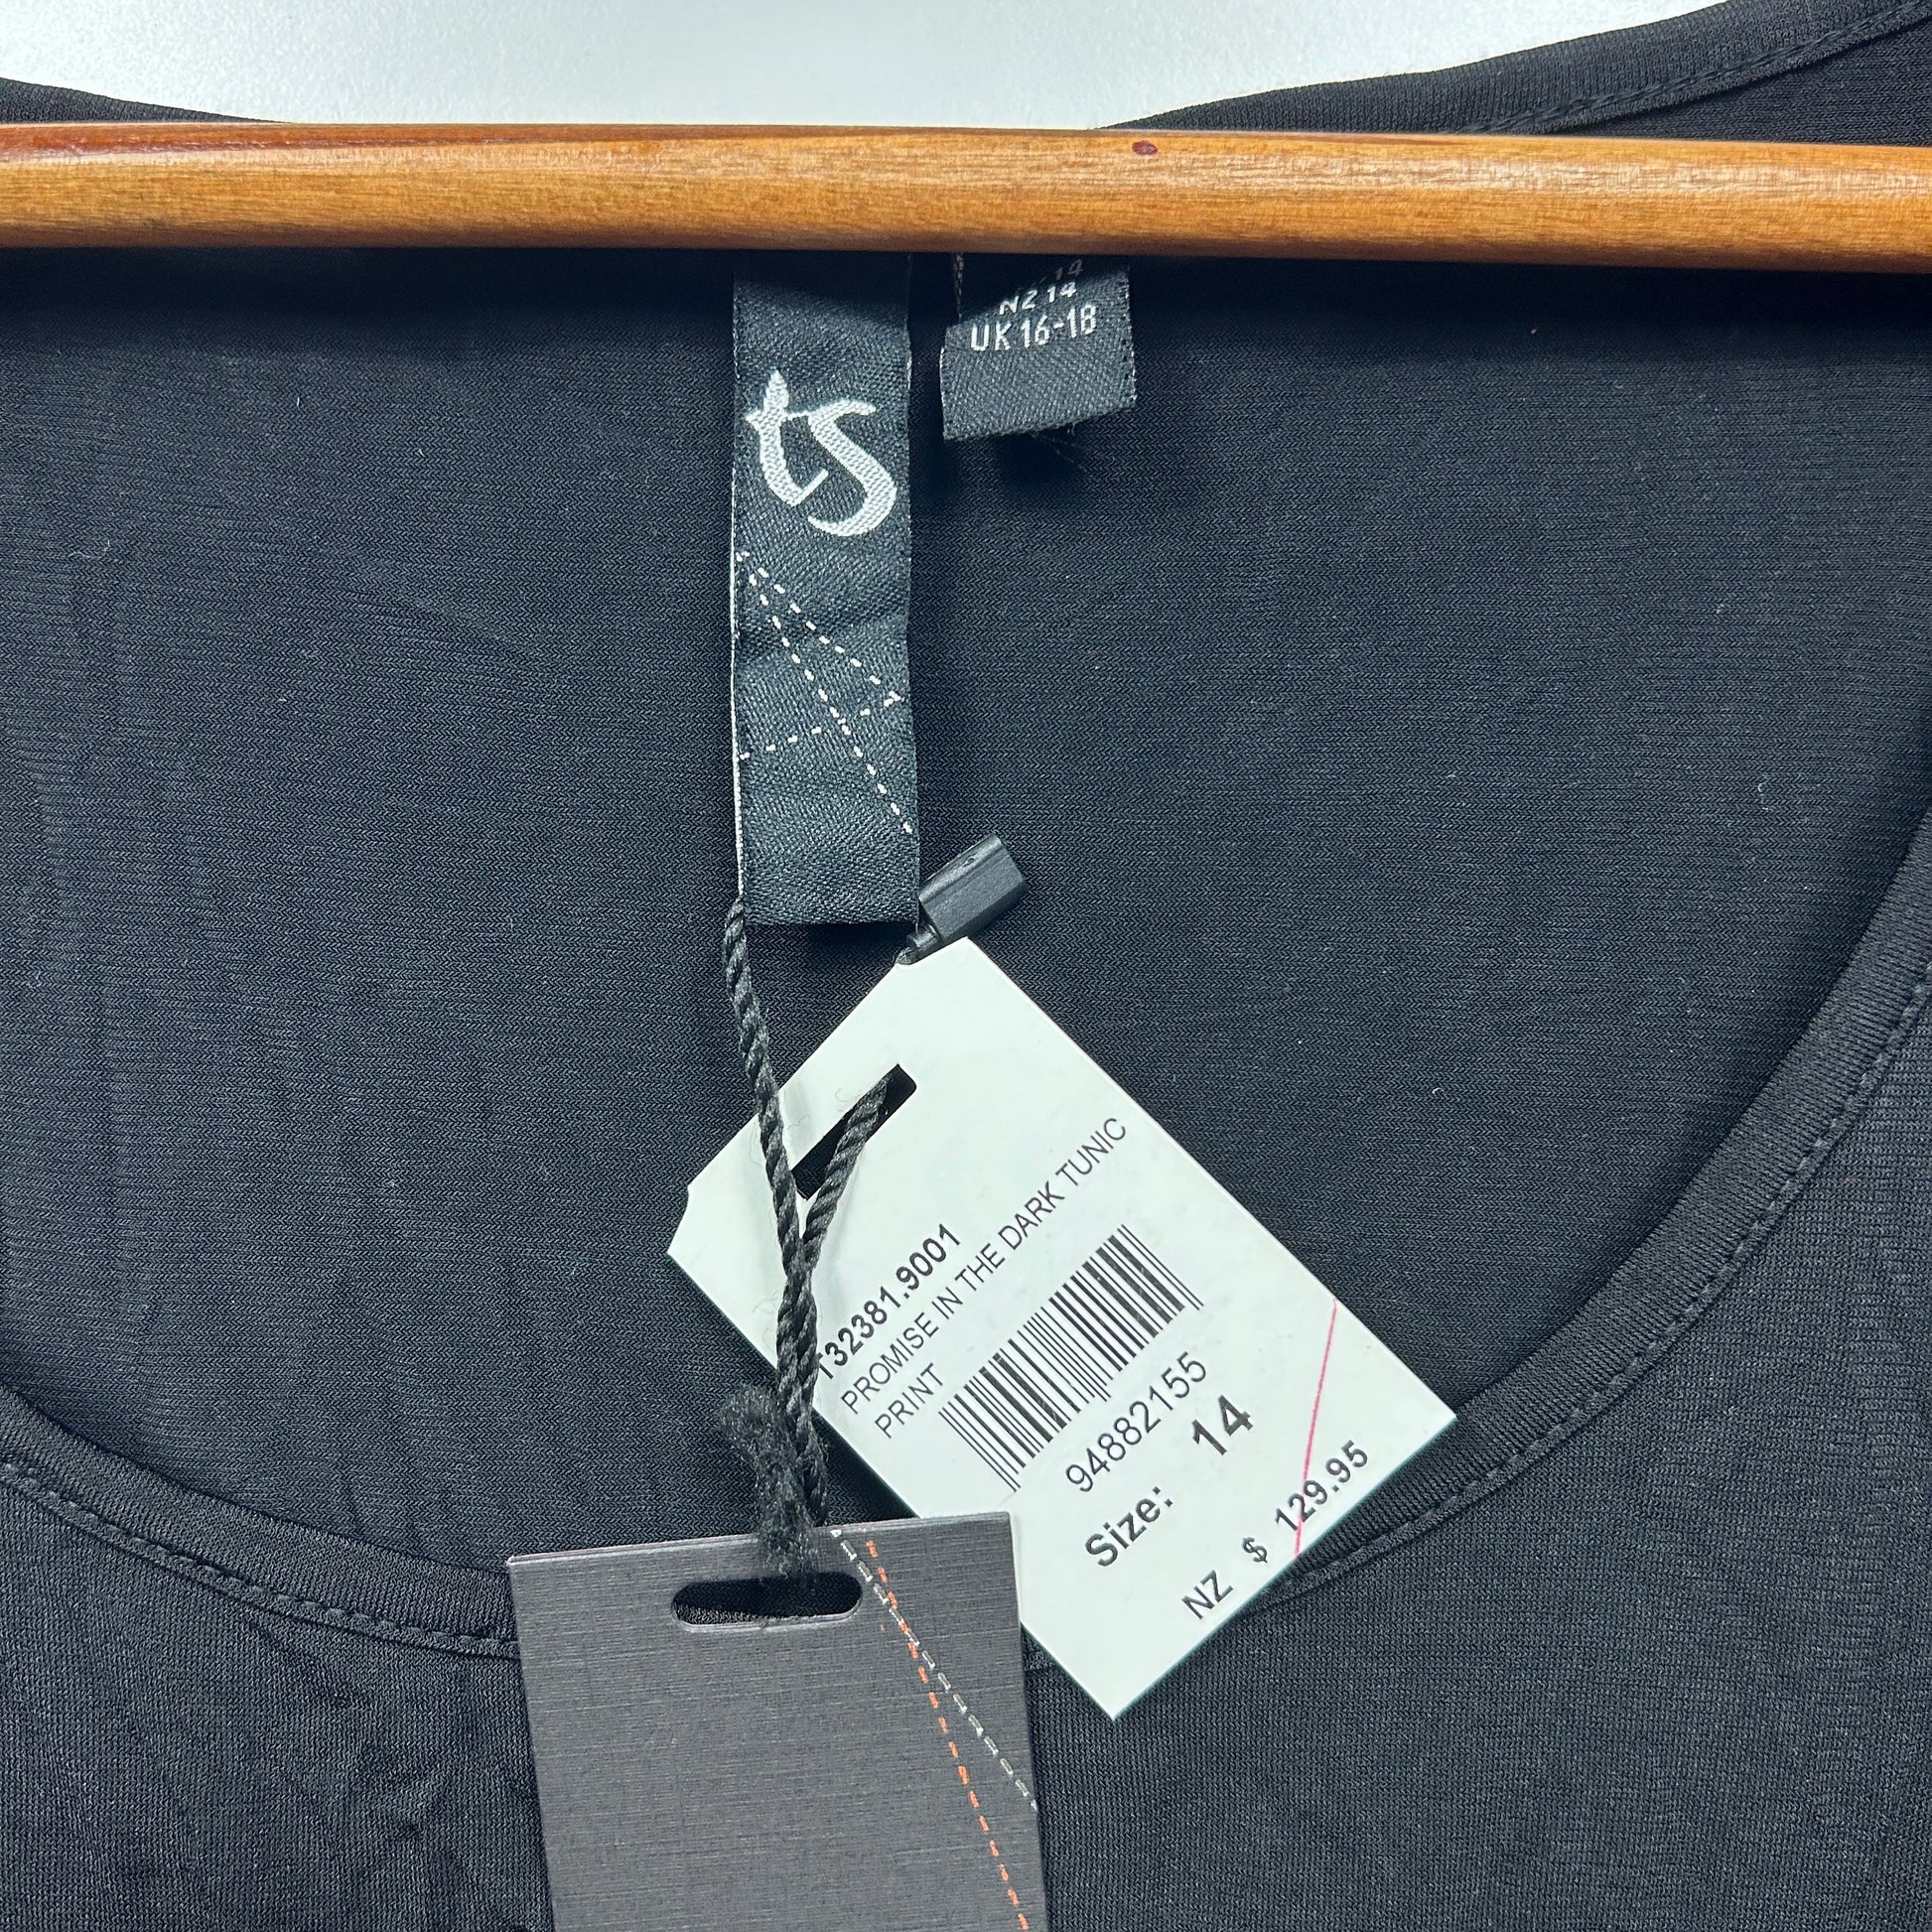 14
NZ 14
UK 16-18
ts
T32381.9001
PROMISE IN THE DARK TUNIC
PRINT
94882155
Size: 14
NZ $ 129.95